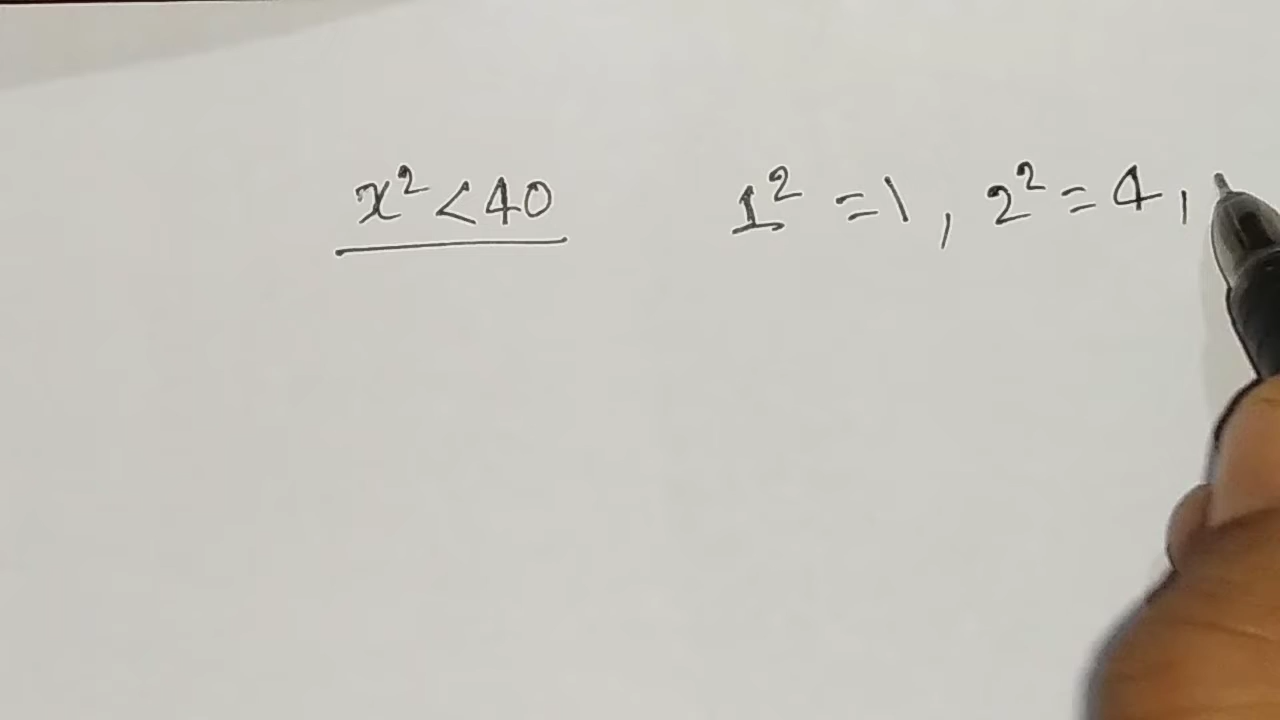 x² < 40 1² = 1, 2² = 4,